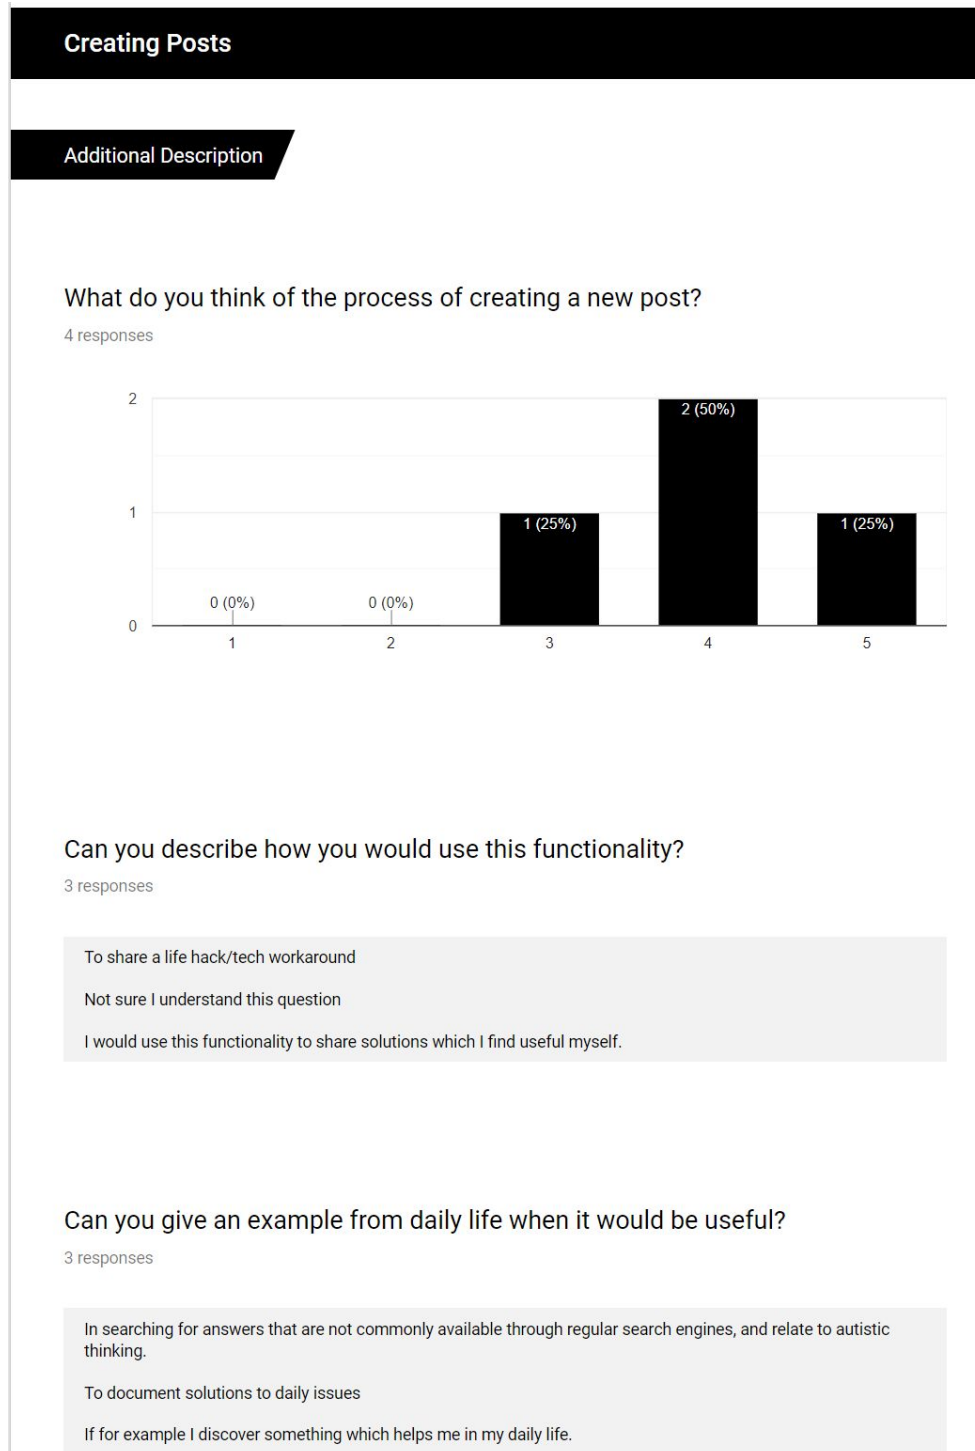 Creating Posts
Additional Description
What do you think of the process of creating a new post?
4 responses
2
2 (50%)
1
1 (25%)
1 (25%)
0 (0%)
0 (0%)
0
1
2
3
4
5
Can you describe how you would use this functionality?
3 responses
To share a life hack/tech workaround
Not sure I understand this question
I would use this functionality to share solutions which I find useful myself.
Can you give an example from daily life when it would be useful?
3 responses
In searching for answers that are not commonly available through regular search engines, and relate to autistic
thinking.
To document solutions to daily issues
If for example I discover something which helps me in my daily life.